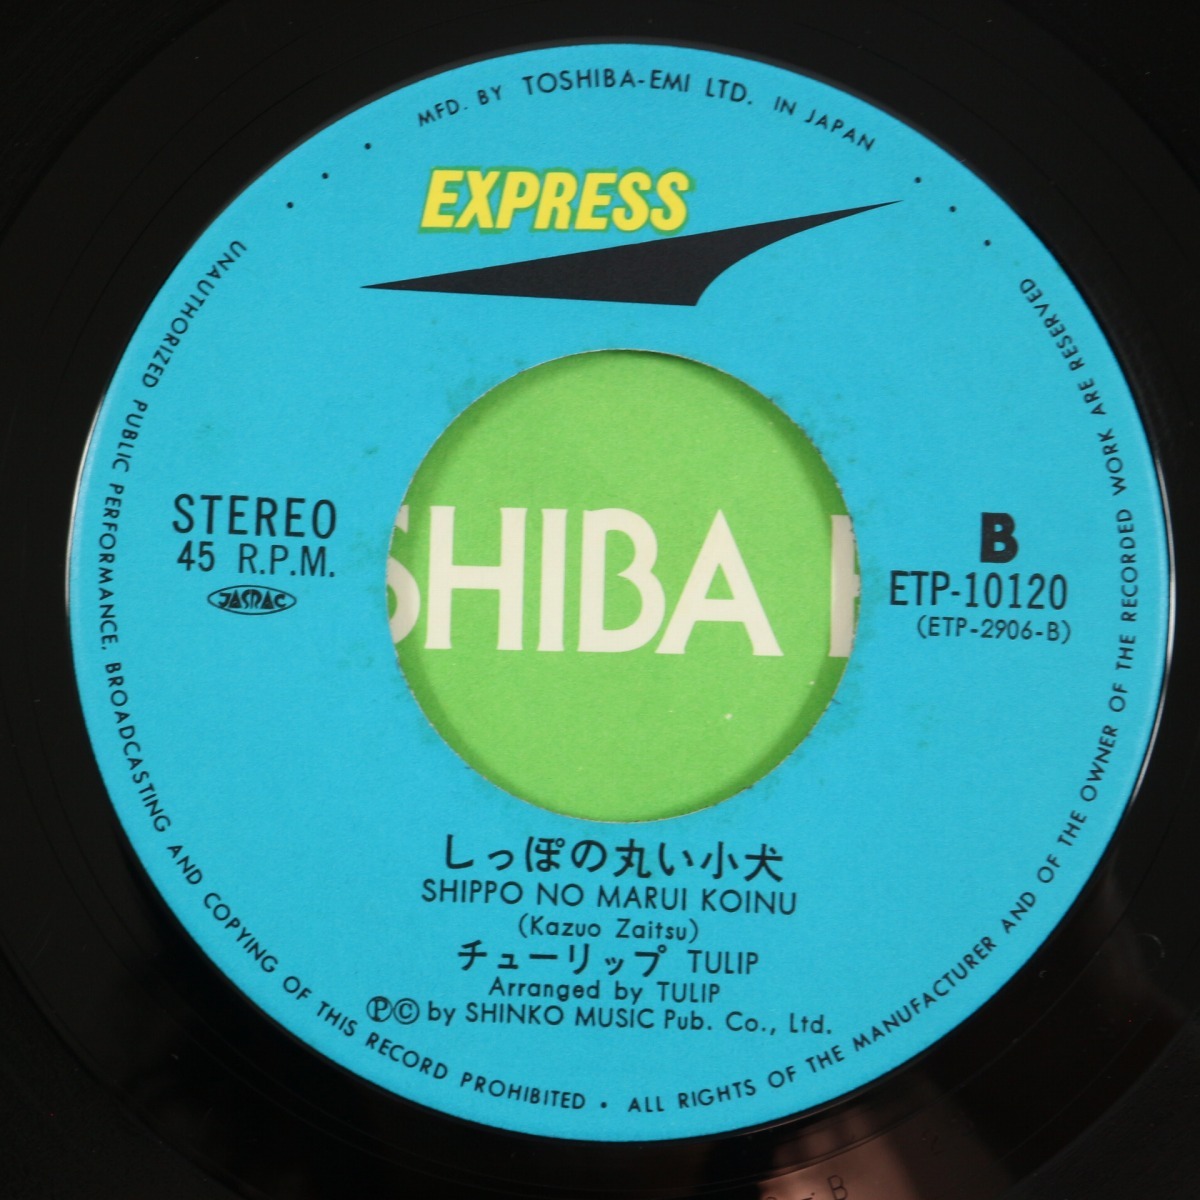 MFD. BY TOSHIBA-EMI LTD. IN JAPAN
EXPRESS
UNAUTHORIZED PUBLIC PERFORMANCE, BROADCASTING AND COPYING OF THIS RECORD PROHIBITED • ALL RIGHTS OF THE MANUFACTURER AND OF THE OWNER OF THE RECORDED WORK ARE RESERVED
STEREO
45 R.P.M.
JASRAC
SHIBA
B
ETP-10120
(ETP-2906-B)
しっぽの丸い小犬
SHIPPO NO MARUI KOINU
(Kazuo Zaitsu)
チューリップ TULIP
Arranged by TULIP
Ⓟ© by SHINKO MUSIC Pub. Co., Ltd.